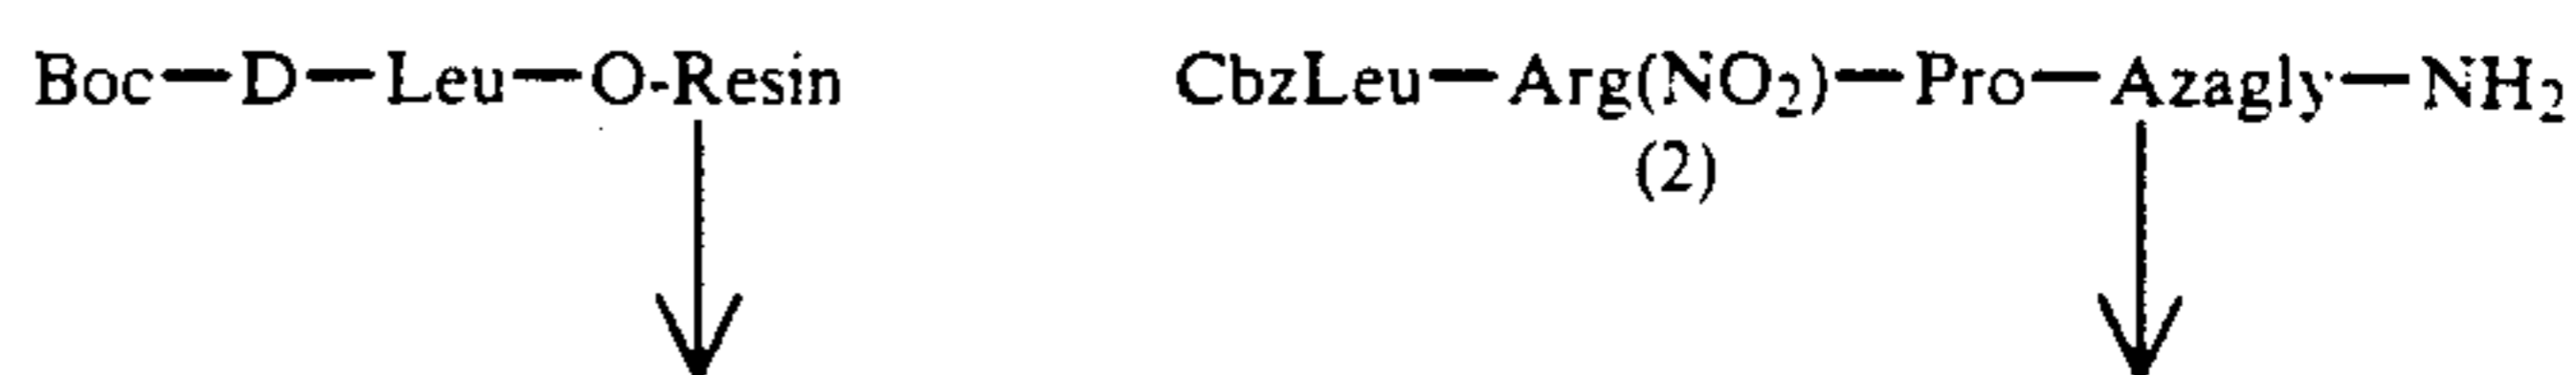 Boc—D—Leu—O-Resin
CbzLeu—Arg(NO₂)—Pro—Azagly—NH₂
(2)